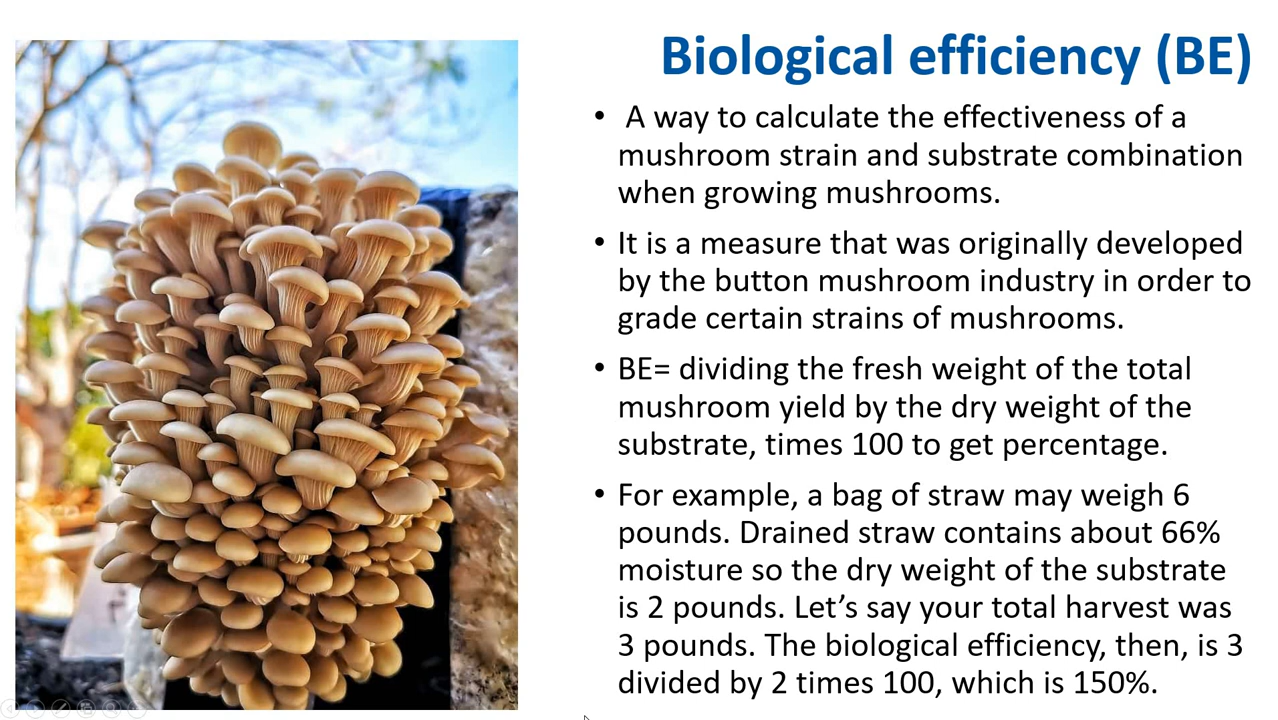 Biological efficiency (BE)
• A way to calculate the effectiveness of a
mushroom strain and substrate combination
when growing mushrooms.
• It is a measure that was originally developed
by the button mushroom industry in order to
grade certain strains of mushrooms.
• BE= dividing the fresh weight of the total
mushroom yield by the dry weight of the
substrate, times 100 to get percentage.
• For example, a bag of straw may weigh 6
pounds. Drained straw contains about 66%
moisture so the dry weight of the substrate
is 2 pounds. Let’s say your total harvest was
3 pounds. The biological efficiency, then, is 3
divided by 2 times 100, which is 150%.